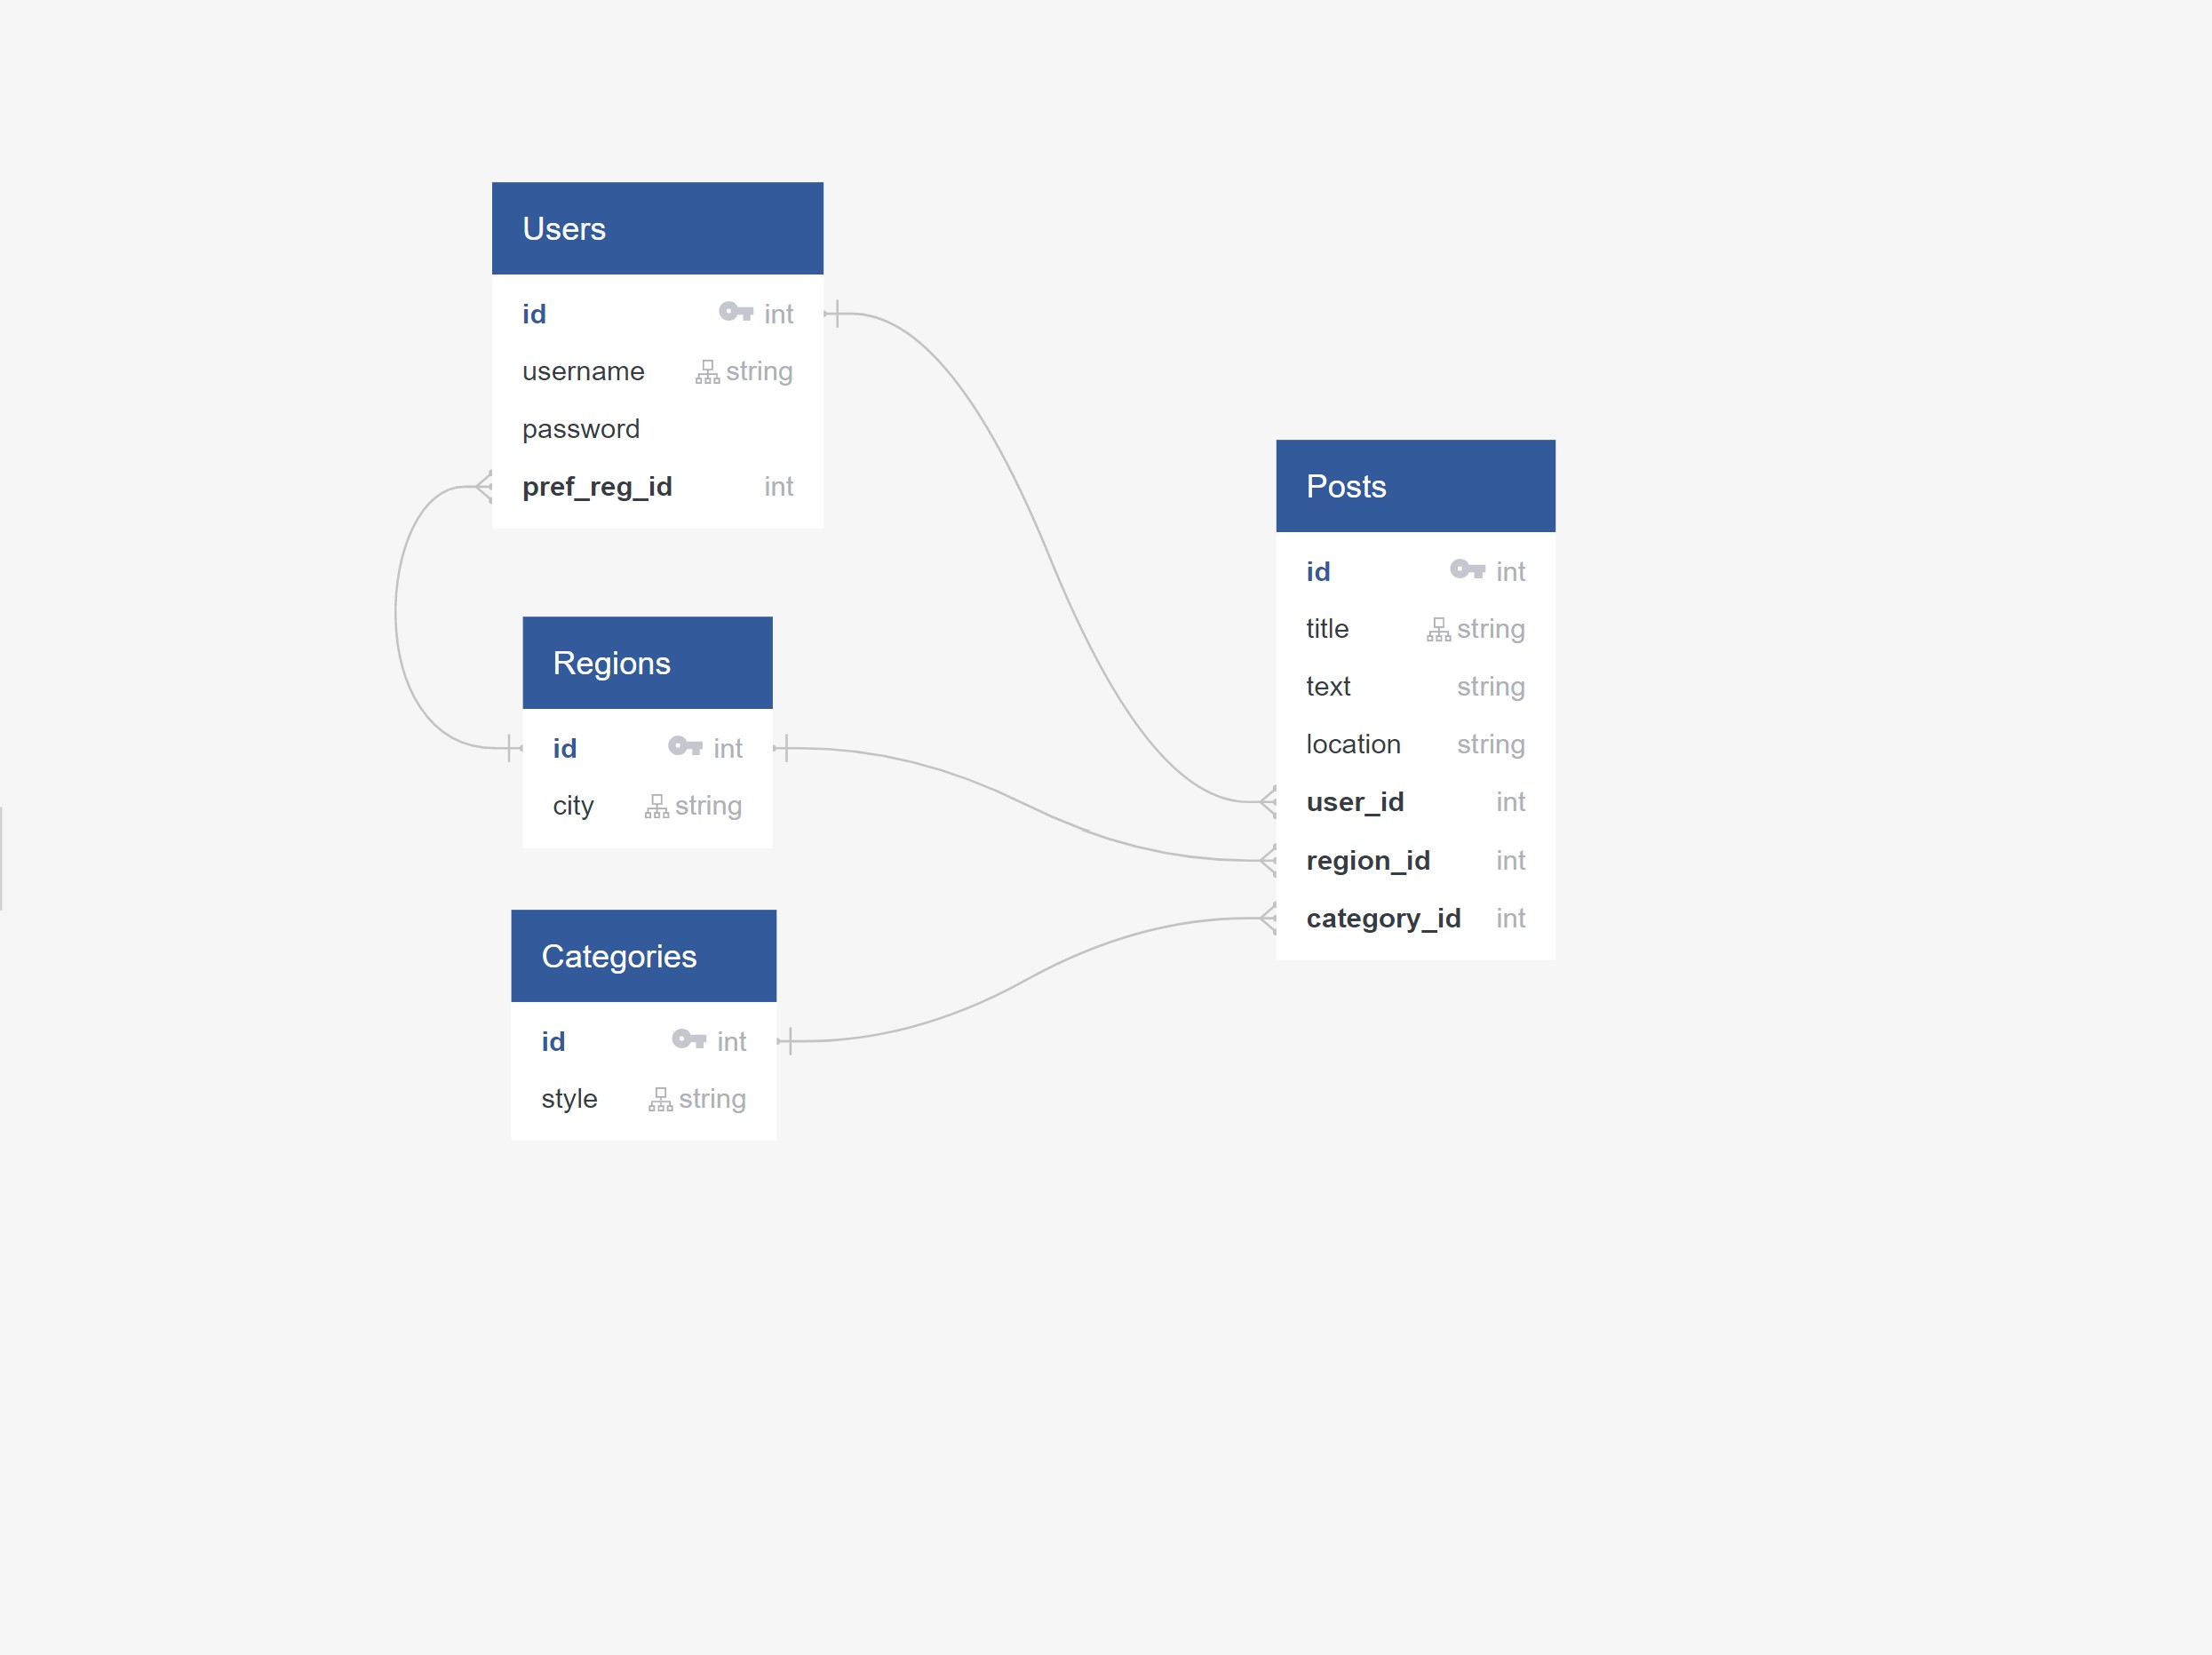 Users
id int
username string
password
pref_reg_id int
Regions
id int
city string
Categories
id int
style string
Posts
id int
title string
text string
location string
user_id int
region_id int
category_id int